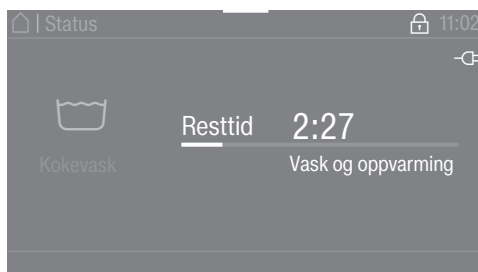 | Status
11:02
Resttid 2:27
Kokevask
Vask og oppvarming